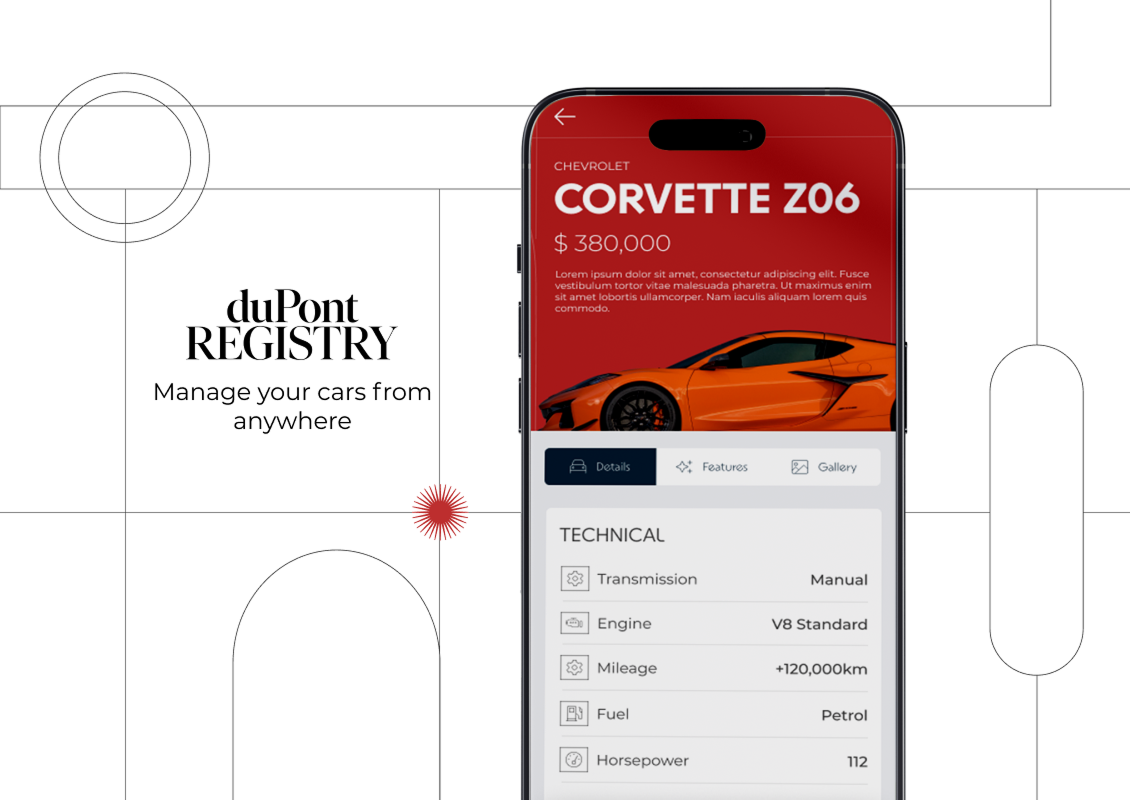 duPont
REGISTRY
Manage your cars from
anywhere
CHEVROLET
CORVETTE Z06
$ 380,000
Lorem ipsum dolor sit amet, consectetur adipiscing elit. Fusce
vestibulum tortor vitae malesuada pharetra. Ut maximus enim
sit amet lobortis ullamcorper. Nam iaculis aliquam lorem quis
commodo.
Details Features Gallery
TECHNICAL
Transmission Manual
Engine V8 Standard
Mileage +120,000km
Fuel Petrol
Horsepower 112